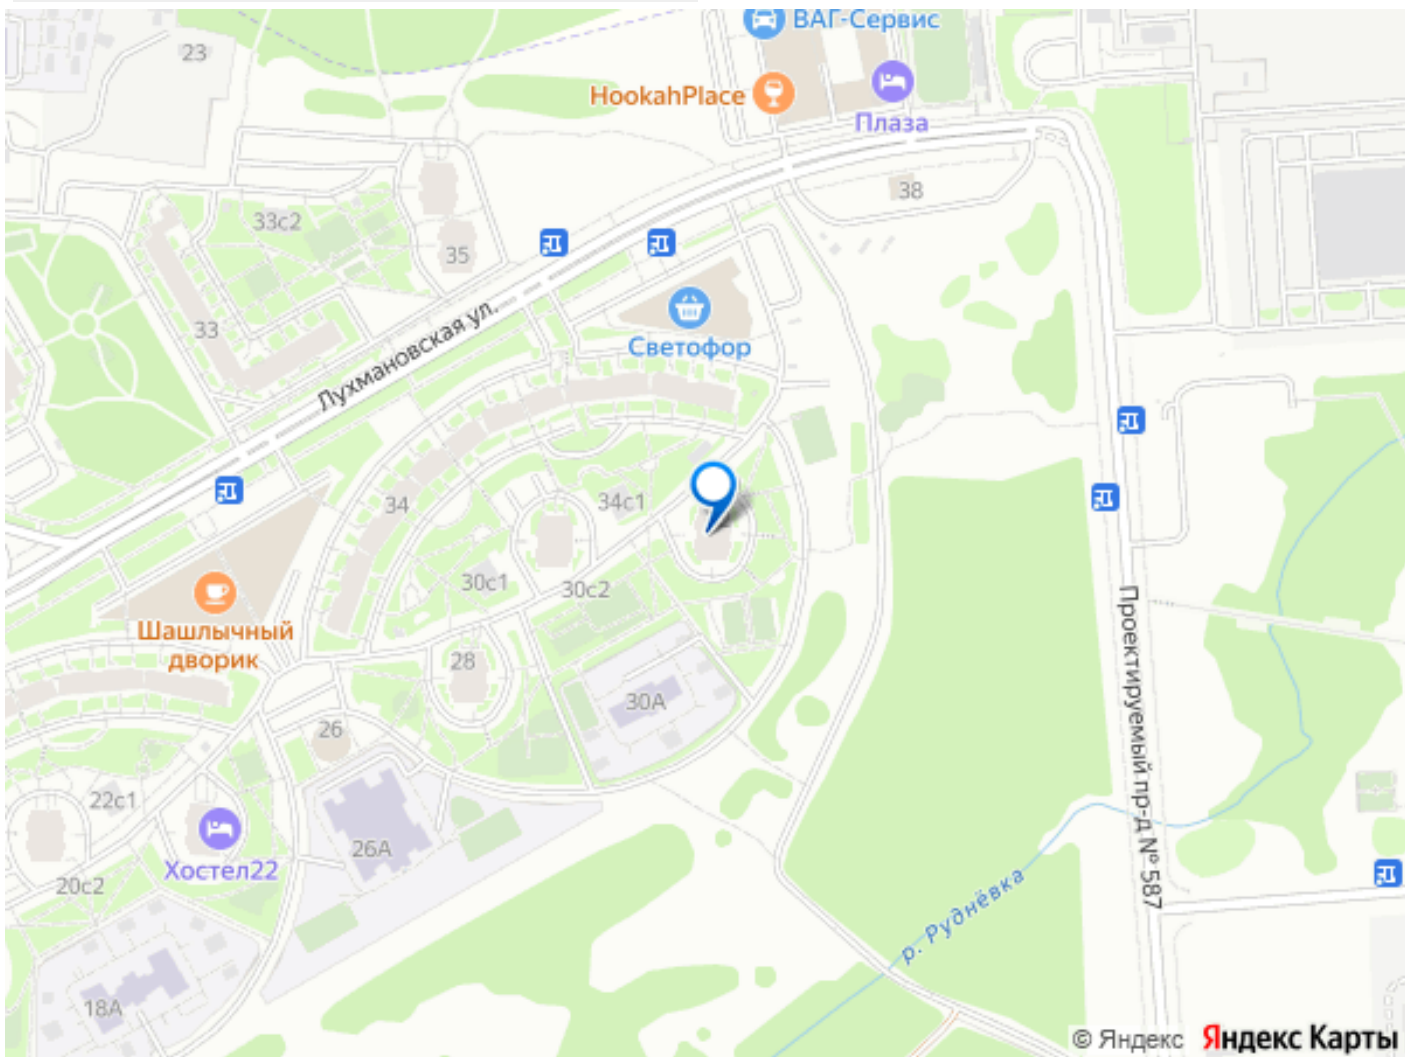 ВАГ-Сервис
23
HookahPlace
Плаза
38
33с2
35
33
Лухмановская ул.
Светофор
34
34с1
30с1
30с2
Шашлычный
дворик
28
30А
26
Проектируемый пр-д № 587
22с1
26А
Хостел22
20с2
р. Руднёвка
18А
© Яндекс Яндекс Карты